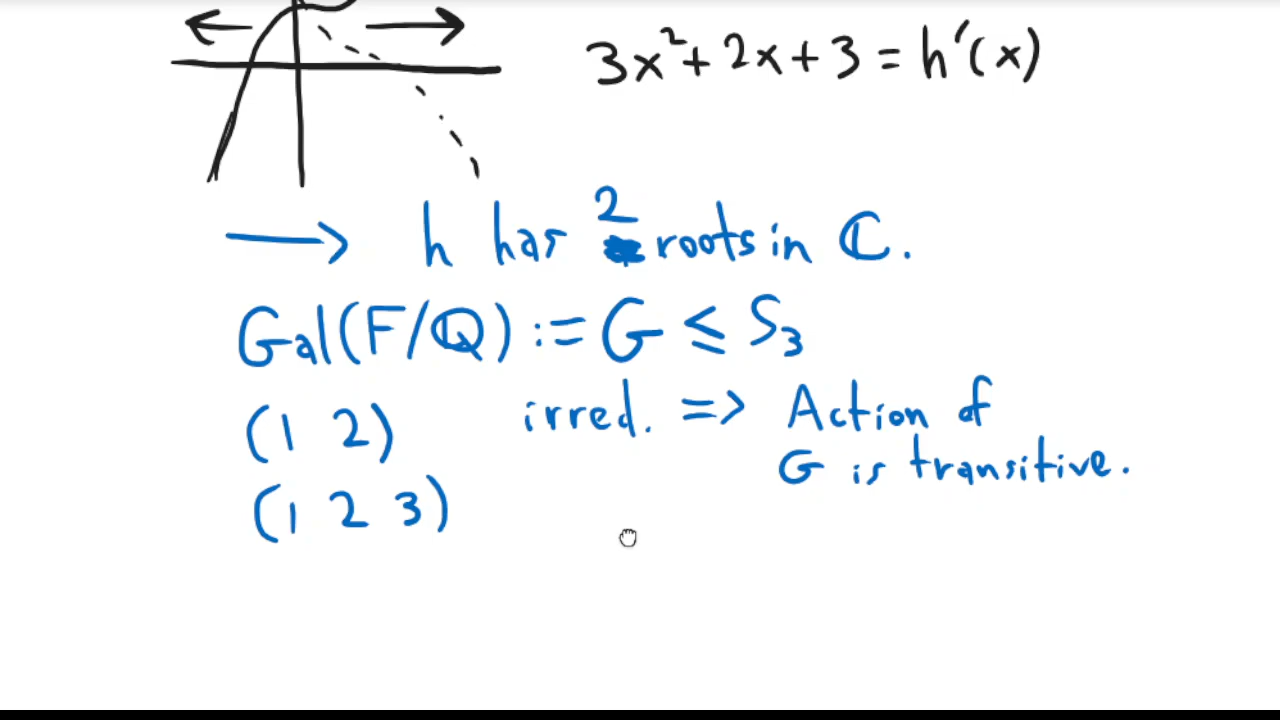 3x²+2x+3 = h'(x)
→ h has 2 roots in ℂ.
Gal(F/ℚ) := G ≤ S₃
(1 2)
irred. => Action of
G is transitive.
(1 2 3)